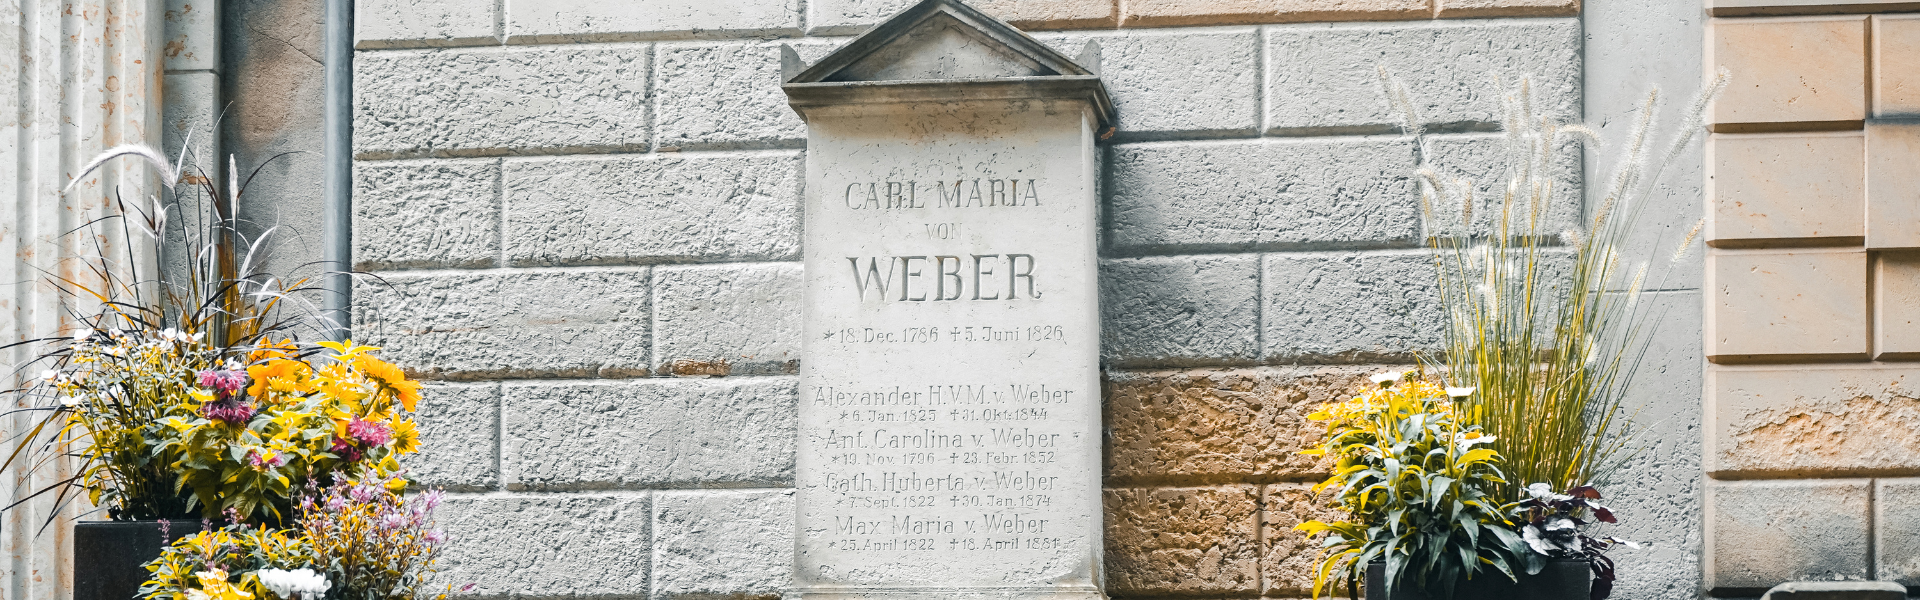 CARL MARIA
VON
WEBER
* 18. Dec. 1786 ✝ 5. Juni 1826.
Alexander H.V.M. v. Weber
* 6. Jan. 1825 ✝ 31. Okt. 1844
Ant. Carolina v. Weber
* 19. Nov. 1796 ✝ 23. Febr. 1852
Cath. Huberta v. Weber
* 7. Sept. 1822 ✝ 30. Jan. 1874
Max Maria v. Weber
* 25. April 1822 ✝ 18. April 1881.